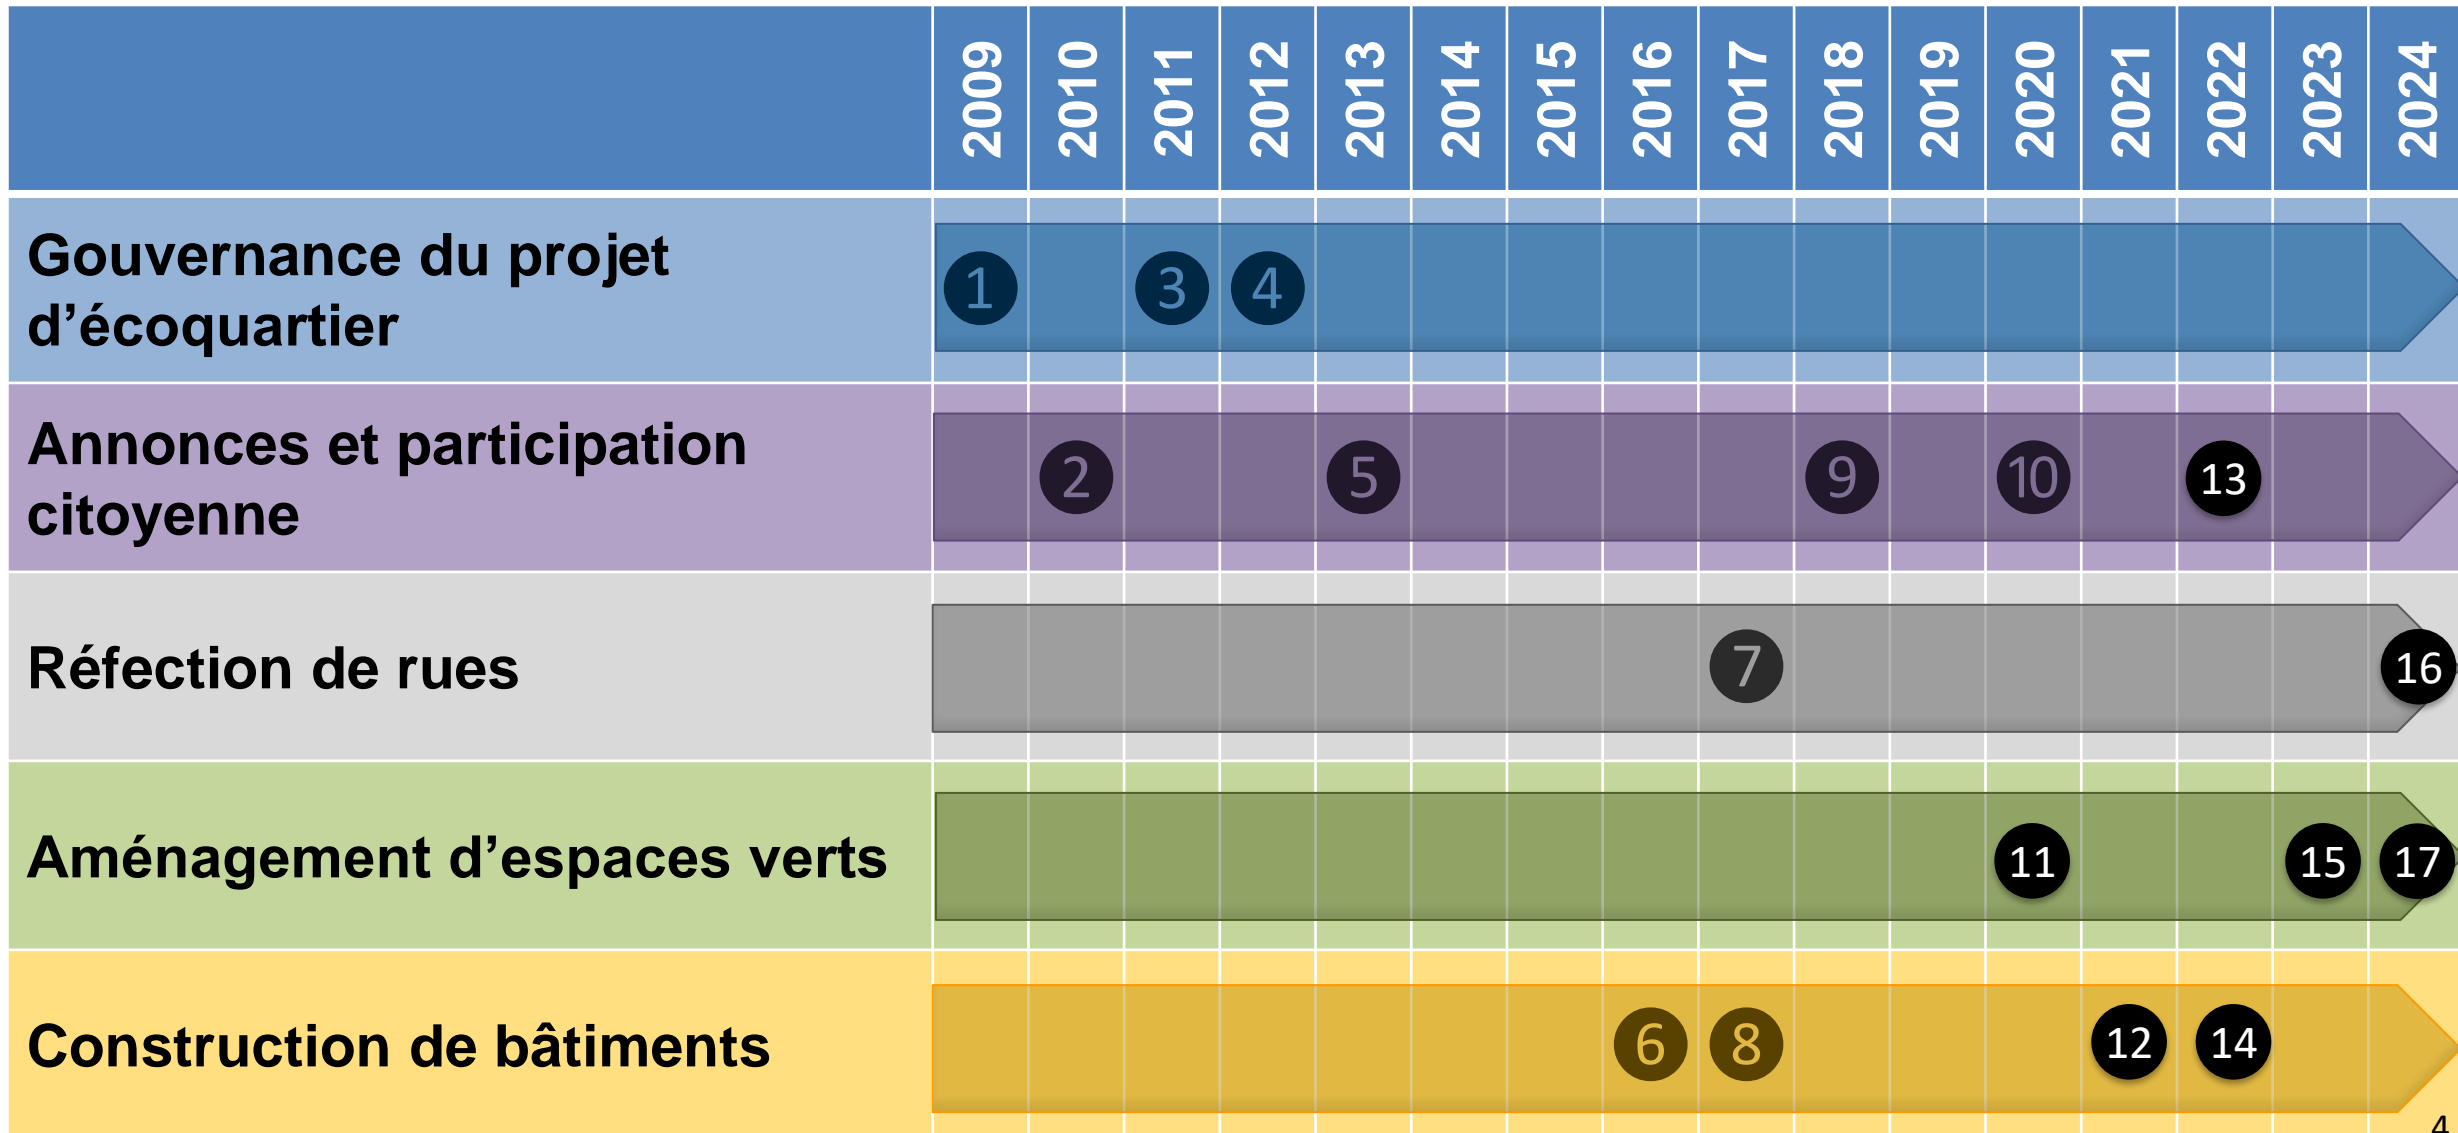 2009 2010 2011 2012 2013 2014 2015 2016 2017 2018 2019 2020 2021 2022 2023 2024
Gouvernance du projet
d’écoquartier
1 3 4
Annonces et participation
citoyenne
2 5 9 10 13
Réfection de rues
7 16
Aménagement d’espaces verts
11 15 17
Construction de bâtiments
6 8 12 14
4